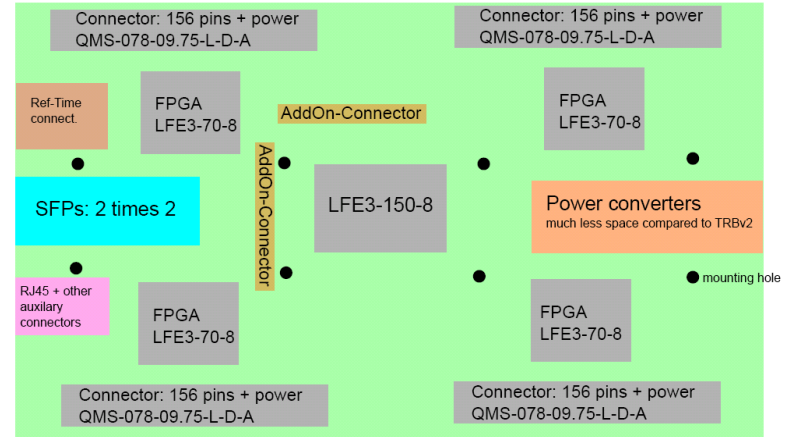 Connector: 156 pins + power
QMS-078-09.75-L-D-A
Connector: 156 pins + power
QMS-078-09.75-L-D-A
Ref-Time
connect.
FPGA
LFE3-70-8
AddOn-Connector
FPGA
LFE3-70-8
AddOn-Connector
SFPs: 2 times 2
LFE3-150-8
Power converters
much less space compared to TRBv2
RJ45 + other
auxilary
connectors
FPGA
LFE3-70-8
FPGA
LFE3-70-8
mounting hole
Connector: 156 pins + power
QMS-078-09.75-L-D-A
Connector: 156 pins + power
QMS-078-09.75-L-D-A